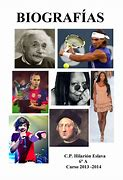 BIOGRAFÍAS
C.P. Hilarión Eslava
6º A
Curso 2013 -2014